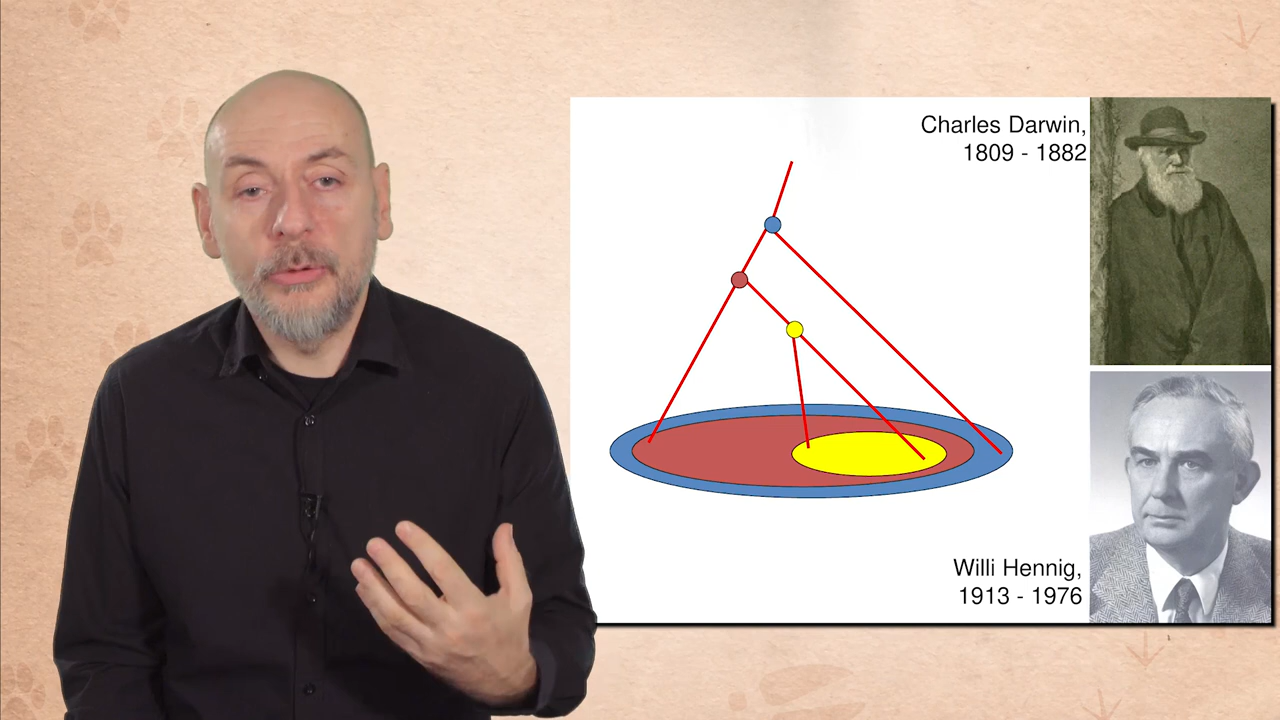 Charles Darwin,
1809 - 1882
Willi Hennig,
1913 - 1976